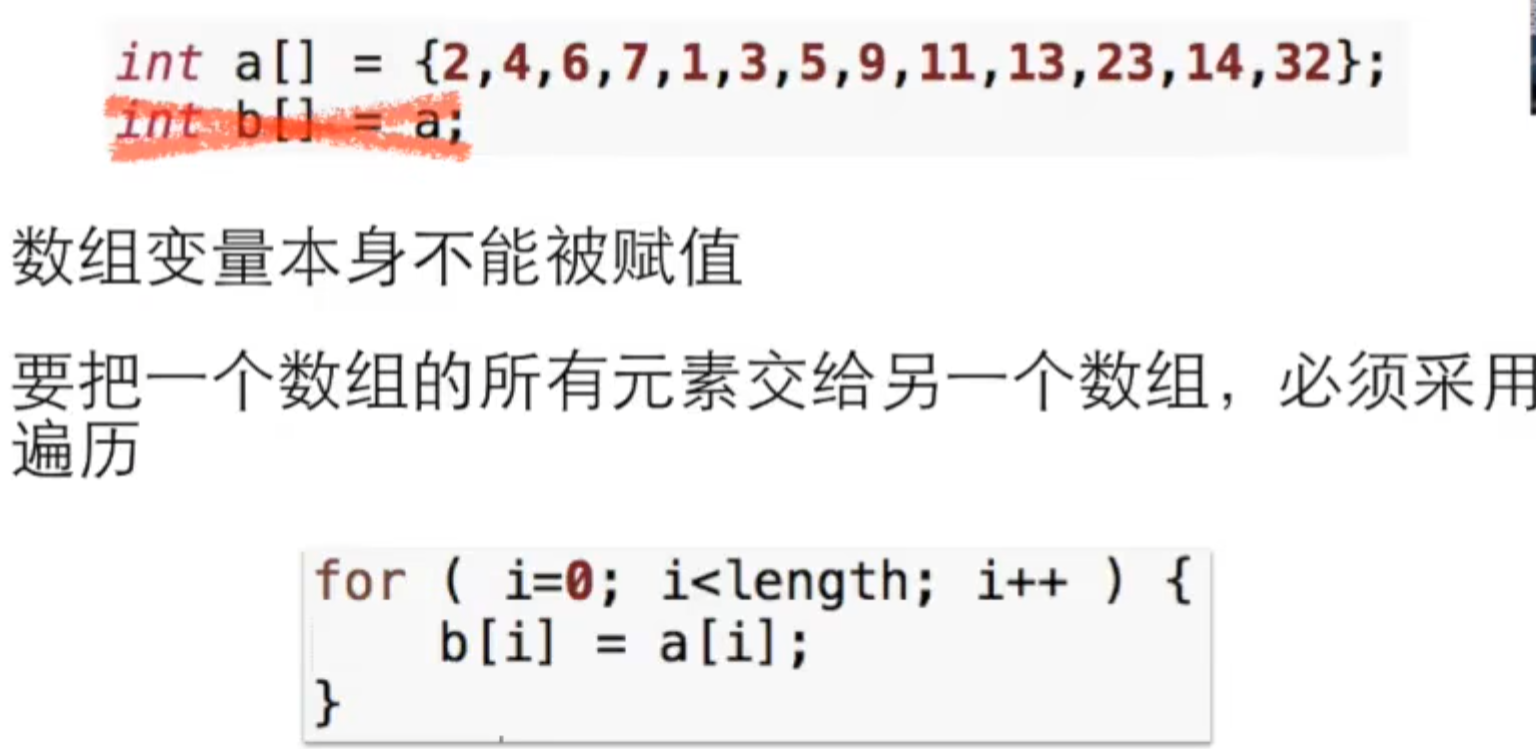 int a[] = {2,4,6,7,1,3,5,9,11,13,23,14,32};
int b[] = a;
数组变量本身不能被赋值
要把一个数组的所有元素交给另一个数组，必须采用
遍历
for ( i=0; i<length; i++ ) {
    b[i] = a[i];
}